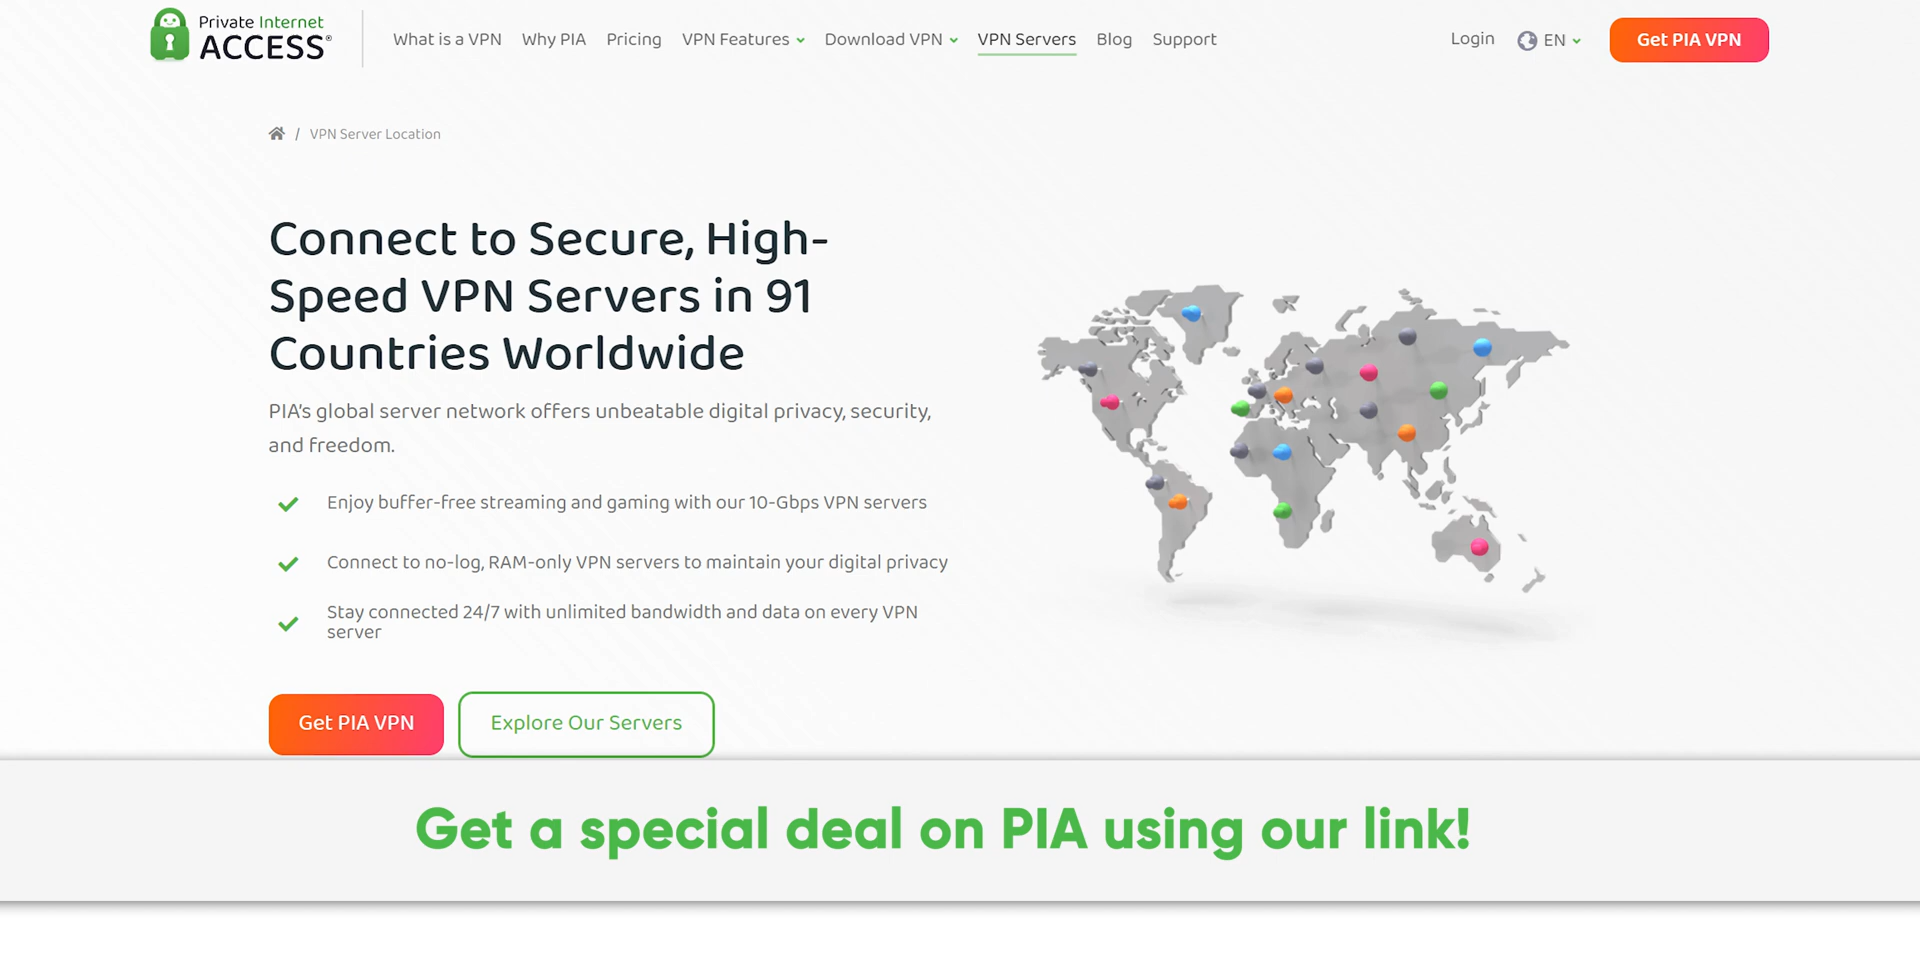 Private Internet
ACCESS®
What is a VPN Why PIA Pricing VPN Features Download VPN VPN Servers Blog Support
Login EN Get PIA VPN
/ VPN Server Location
Connect to Secure, High-
Speed VPN Servers in 91
Countries Worldwide
PIA's global server network offers unbeatable digital privacy, security,
and freedom.
Enjoy buffer-free streaming and gaming with our 10-Gbps VPN servers
Connect to no-log, RAM-only VPN servers to maintain your digital privacy
Stay connected 24/7 with unlimited bandwidth and data on every VPN
server
Get PIA VPN Explore Our Servers
Get a special deal on PIA using our link!